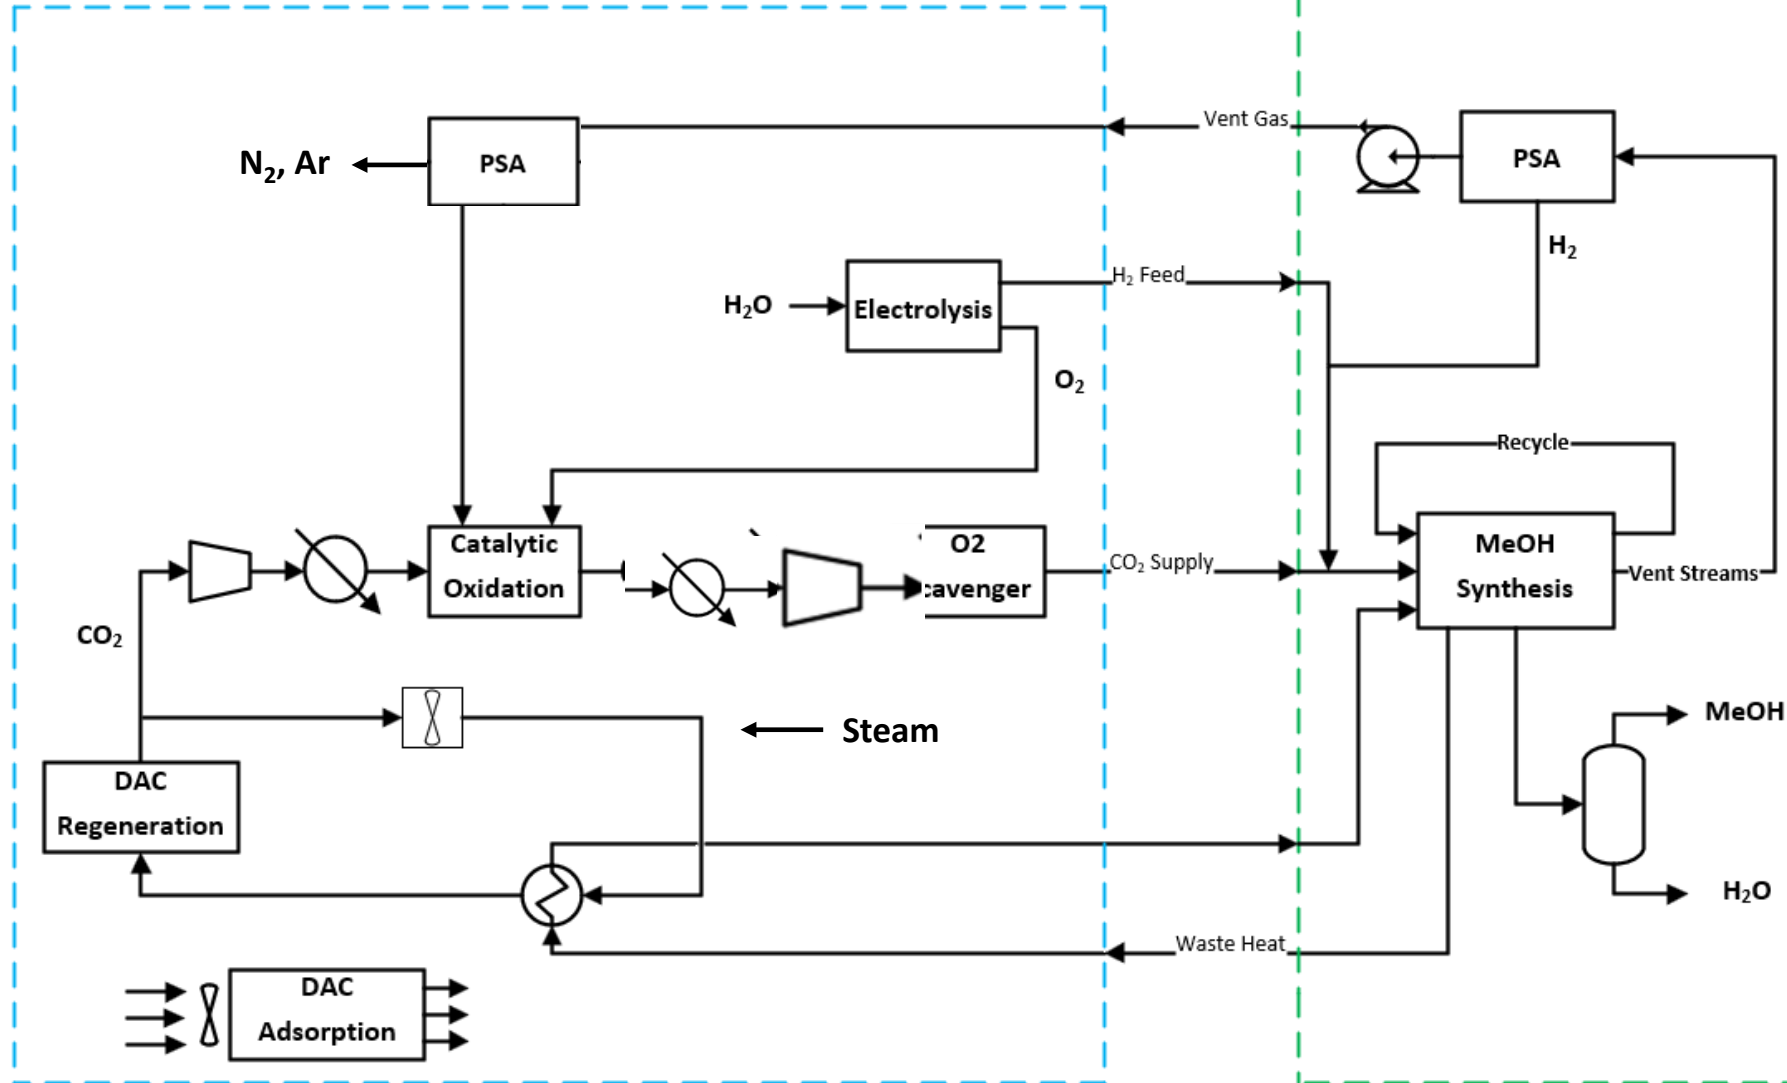 Vent Gas
PSA
PSA
N₂, Ar
H₂
H₂ Feed
H₂O
Electrolysis
O₂
Recycle
Catalytic
Oxidation
O2
cavenger
CO₂ Supply
MeOH
Synthesis
Vent Streams
CO₂
Steam
MeOH
DAC
Regeneration
H₂O
Waste Heat
DAC
Adsorption